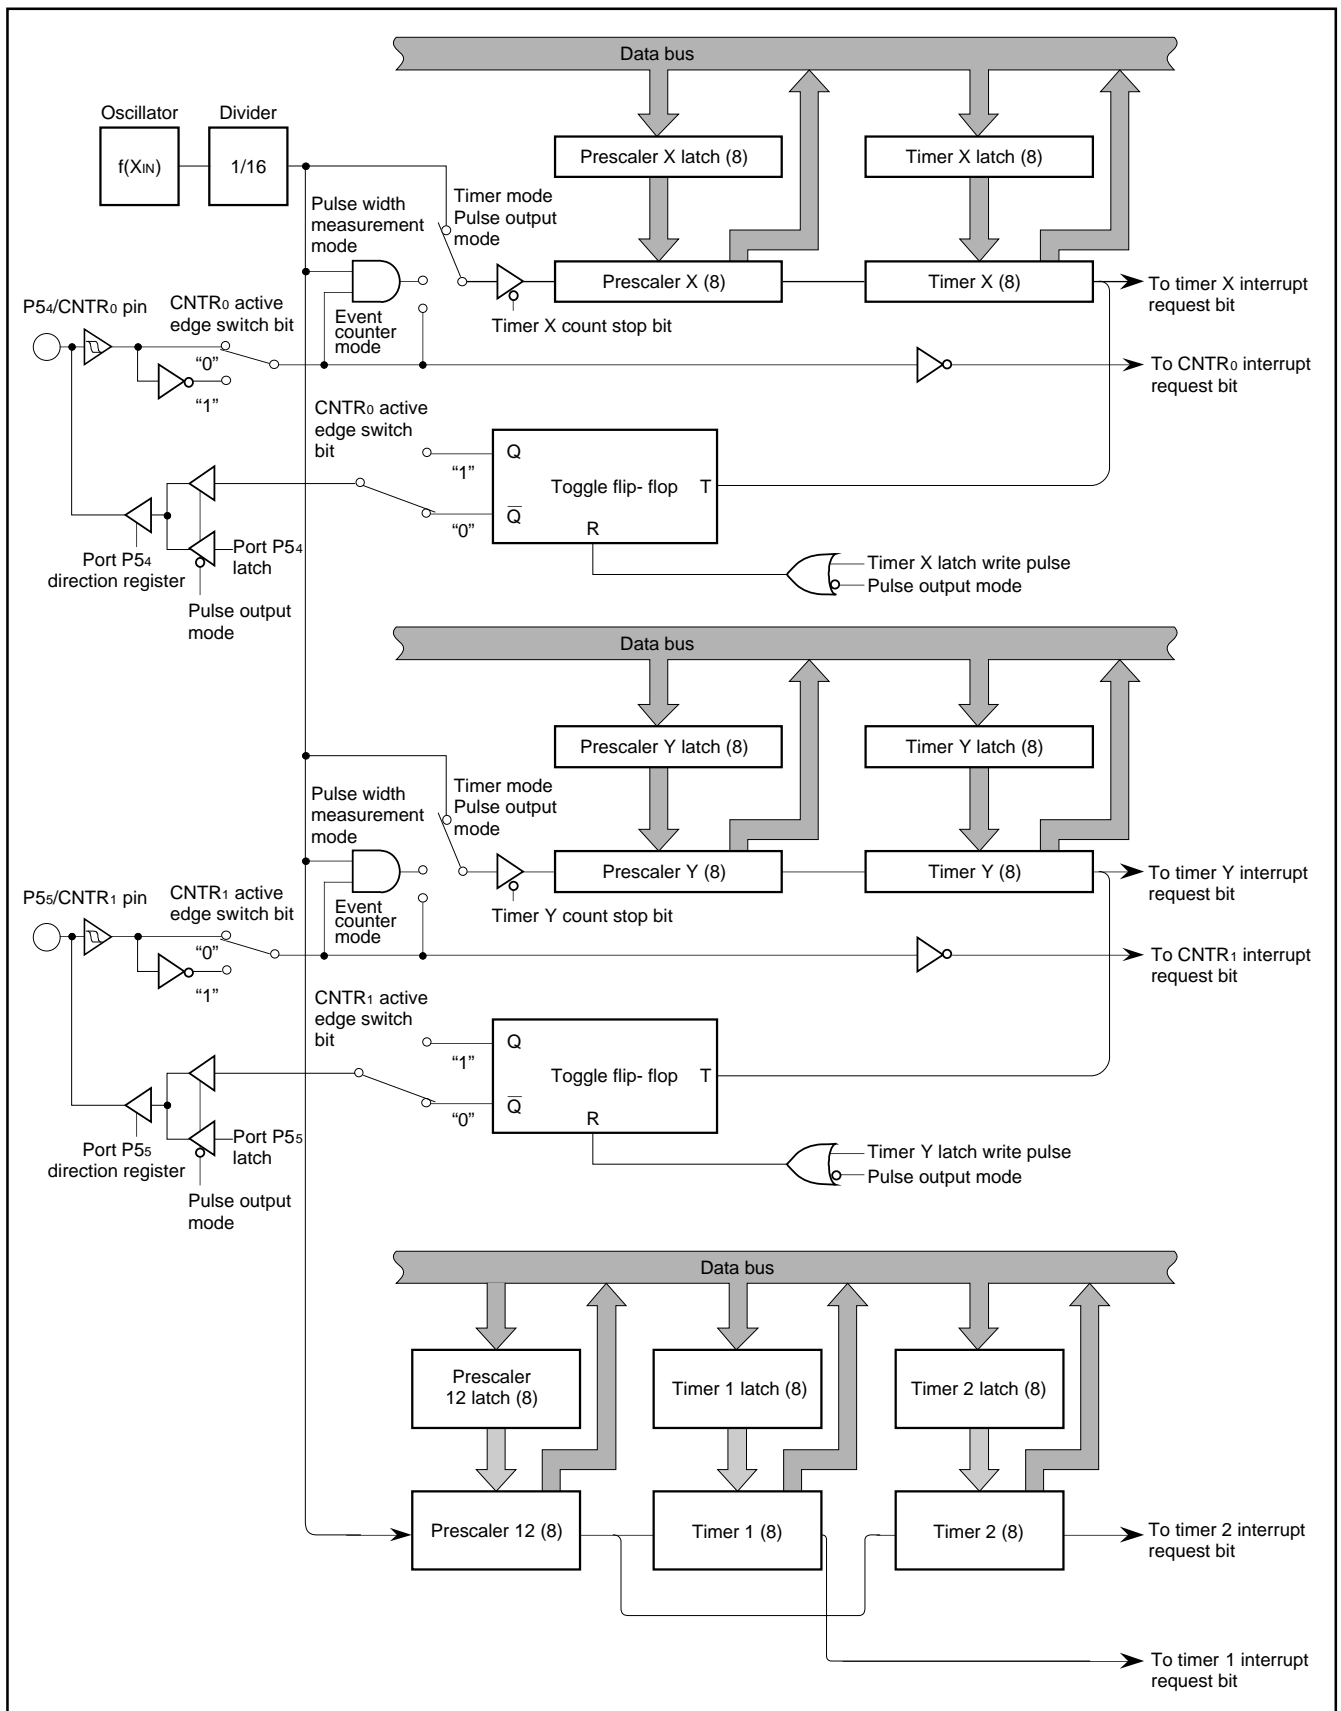 Data bus
Oscillator
Divider
f(XIN)
1/16
Prescaler X latch (8)
Timer X latch (8)
Pulse width
measurement
mode
Timer mode
Pulse output
mode
Prescaler X (8)
Timer X (8)
To timer X interrupt
request bit
P54/CNTR0 pin
CNTR0 active
edge switch bit
Event
counter
mode
Timer X count stop bit
“0”
“1”
To CNTR0 interrupt
request bit
CNTR0 active
edge switch
bit
Q
“1”
Toggle flip- flop
T
Q̅
“0”
R
Port P54
direction register
Port P54
latch
Pulse output
mode
Timer X latch write pulse
Pulse output mode
Data bus
Prescaler Y latch (8)
Timer Y latch (8)
Pulse width
measurement
mode
Timer mode
Pulse output
mode
Prescaler Y (8)
Timer Y (8)
To timer Y interrupt
request bit
P55/CNTR1 pin
CNTR1 active
edge switch bit
Event
counter
mode
Timer Y count stop bit
“0”
“1”
To CNTR1 interrupt
request bit
CNTR1 active
edge switch
bit
Q
“1”
Toggle flip- flop
T
Q̅
“0”
R
Port P55
direction register
Port P55
latch
Pulse output
mode
Timer Y latch write pulse
Pulse output mode
Data bus
Prescaler
12 latch (8)
Timer 1 latch (8)
Timer 2 latch (8)
Prescaler 12 (8)
Timer 1 (8)
Timer 2 (8)
To timer 2 interrupt
request bit
To timer 1 interrupt
request bit